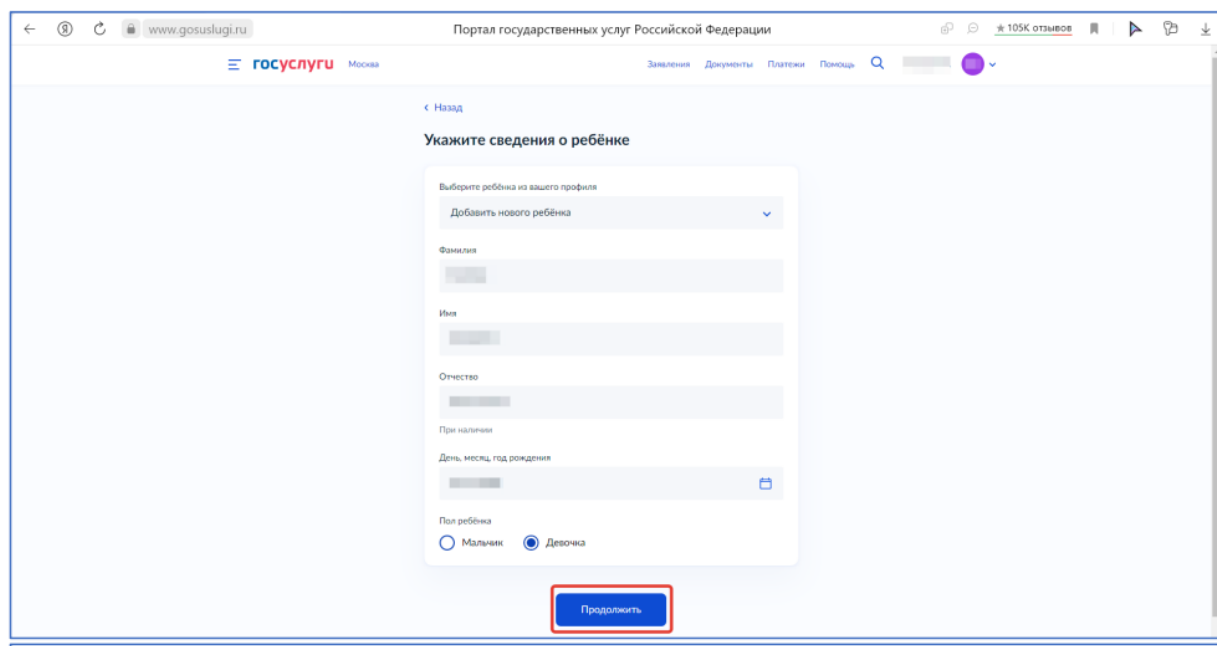 www.gosuslugi.ru Портал государственных услуг Российской Федерации ★ 105K отзывов
госуслуги Москва Заявления Документы Платежи Помощь
‹ Назад
Укажите сведения о ребёнке
Выберите ребёнка из вашего профиля
Добавить нового ребёнка
Фамилия
Имя
Отчество
При наличии
День, месяц, год рождения
Пол ребёнка
Мальчик Девочка
Продолжить